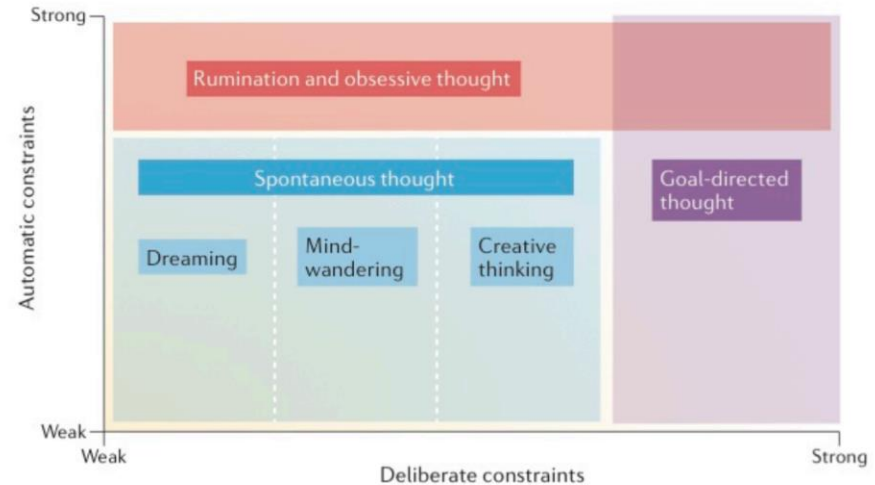 Strong
Rumination and obsessive thought
Spontaneous thought
Goal-directed
thought
Dreaming
Mind-
wandering
Creative
thinking
Automatic constraints
Weak
Weak
Strong
Deliberate constraints